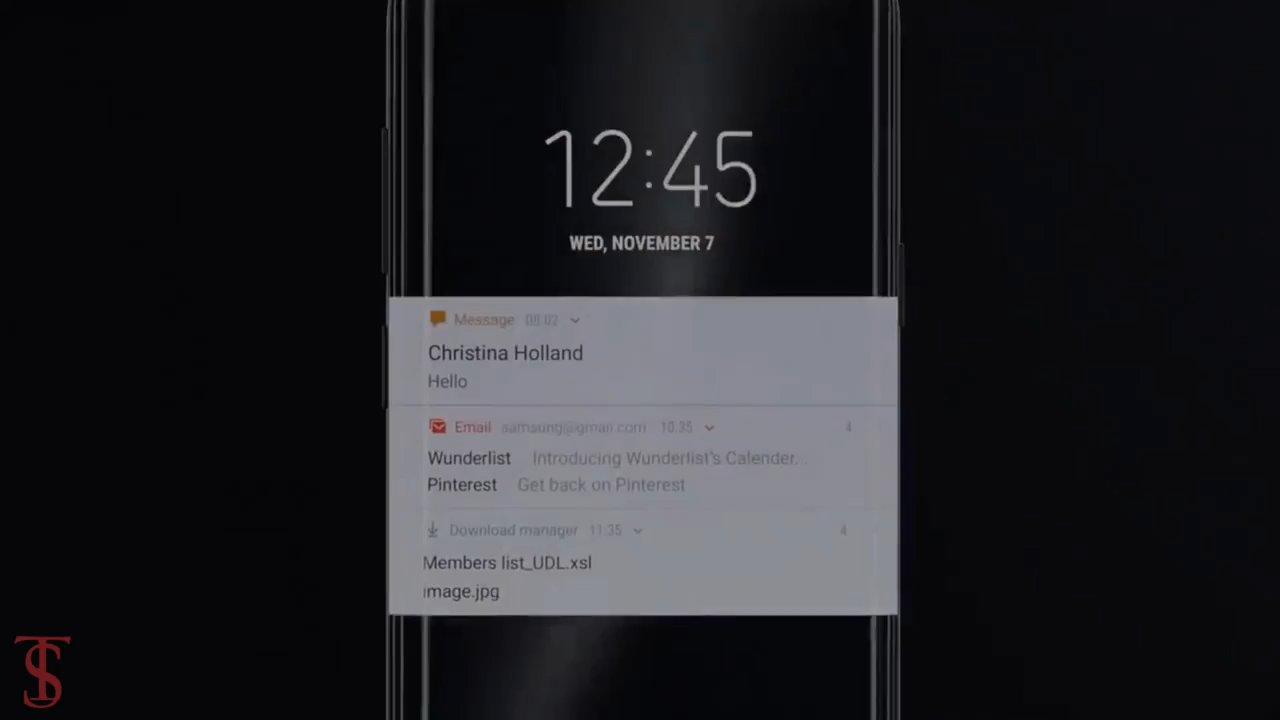 12:45
WED, NOVEMBER 7
Message 08:02
Christina Holland
Hello
Email samsung@gmail.com 10:35 4
Wunderlist Introducing Wunderlist's Calender...
Pinterest Get back on Pinterest
Download manager 11:35 4
Members list_UDL.xsl
image.jpg
TS